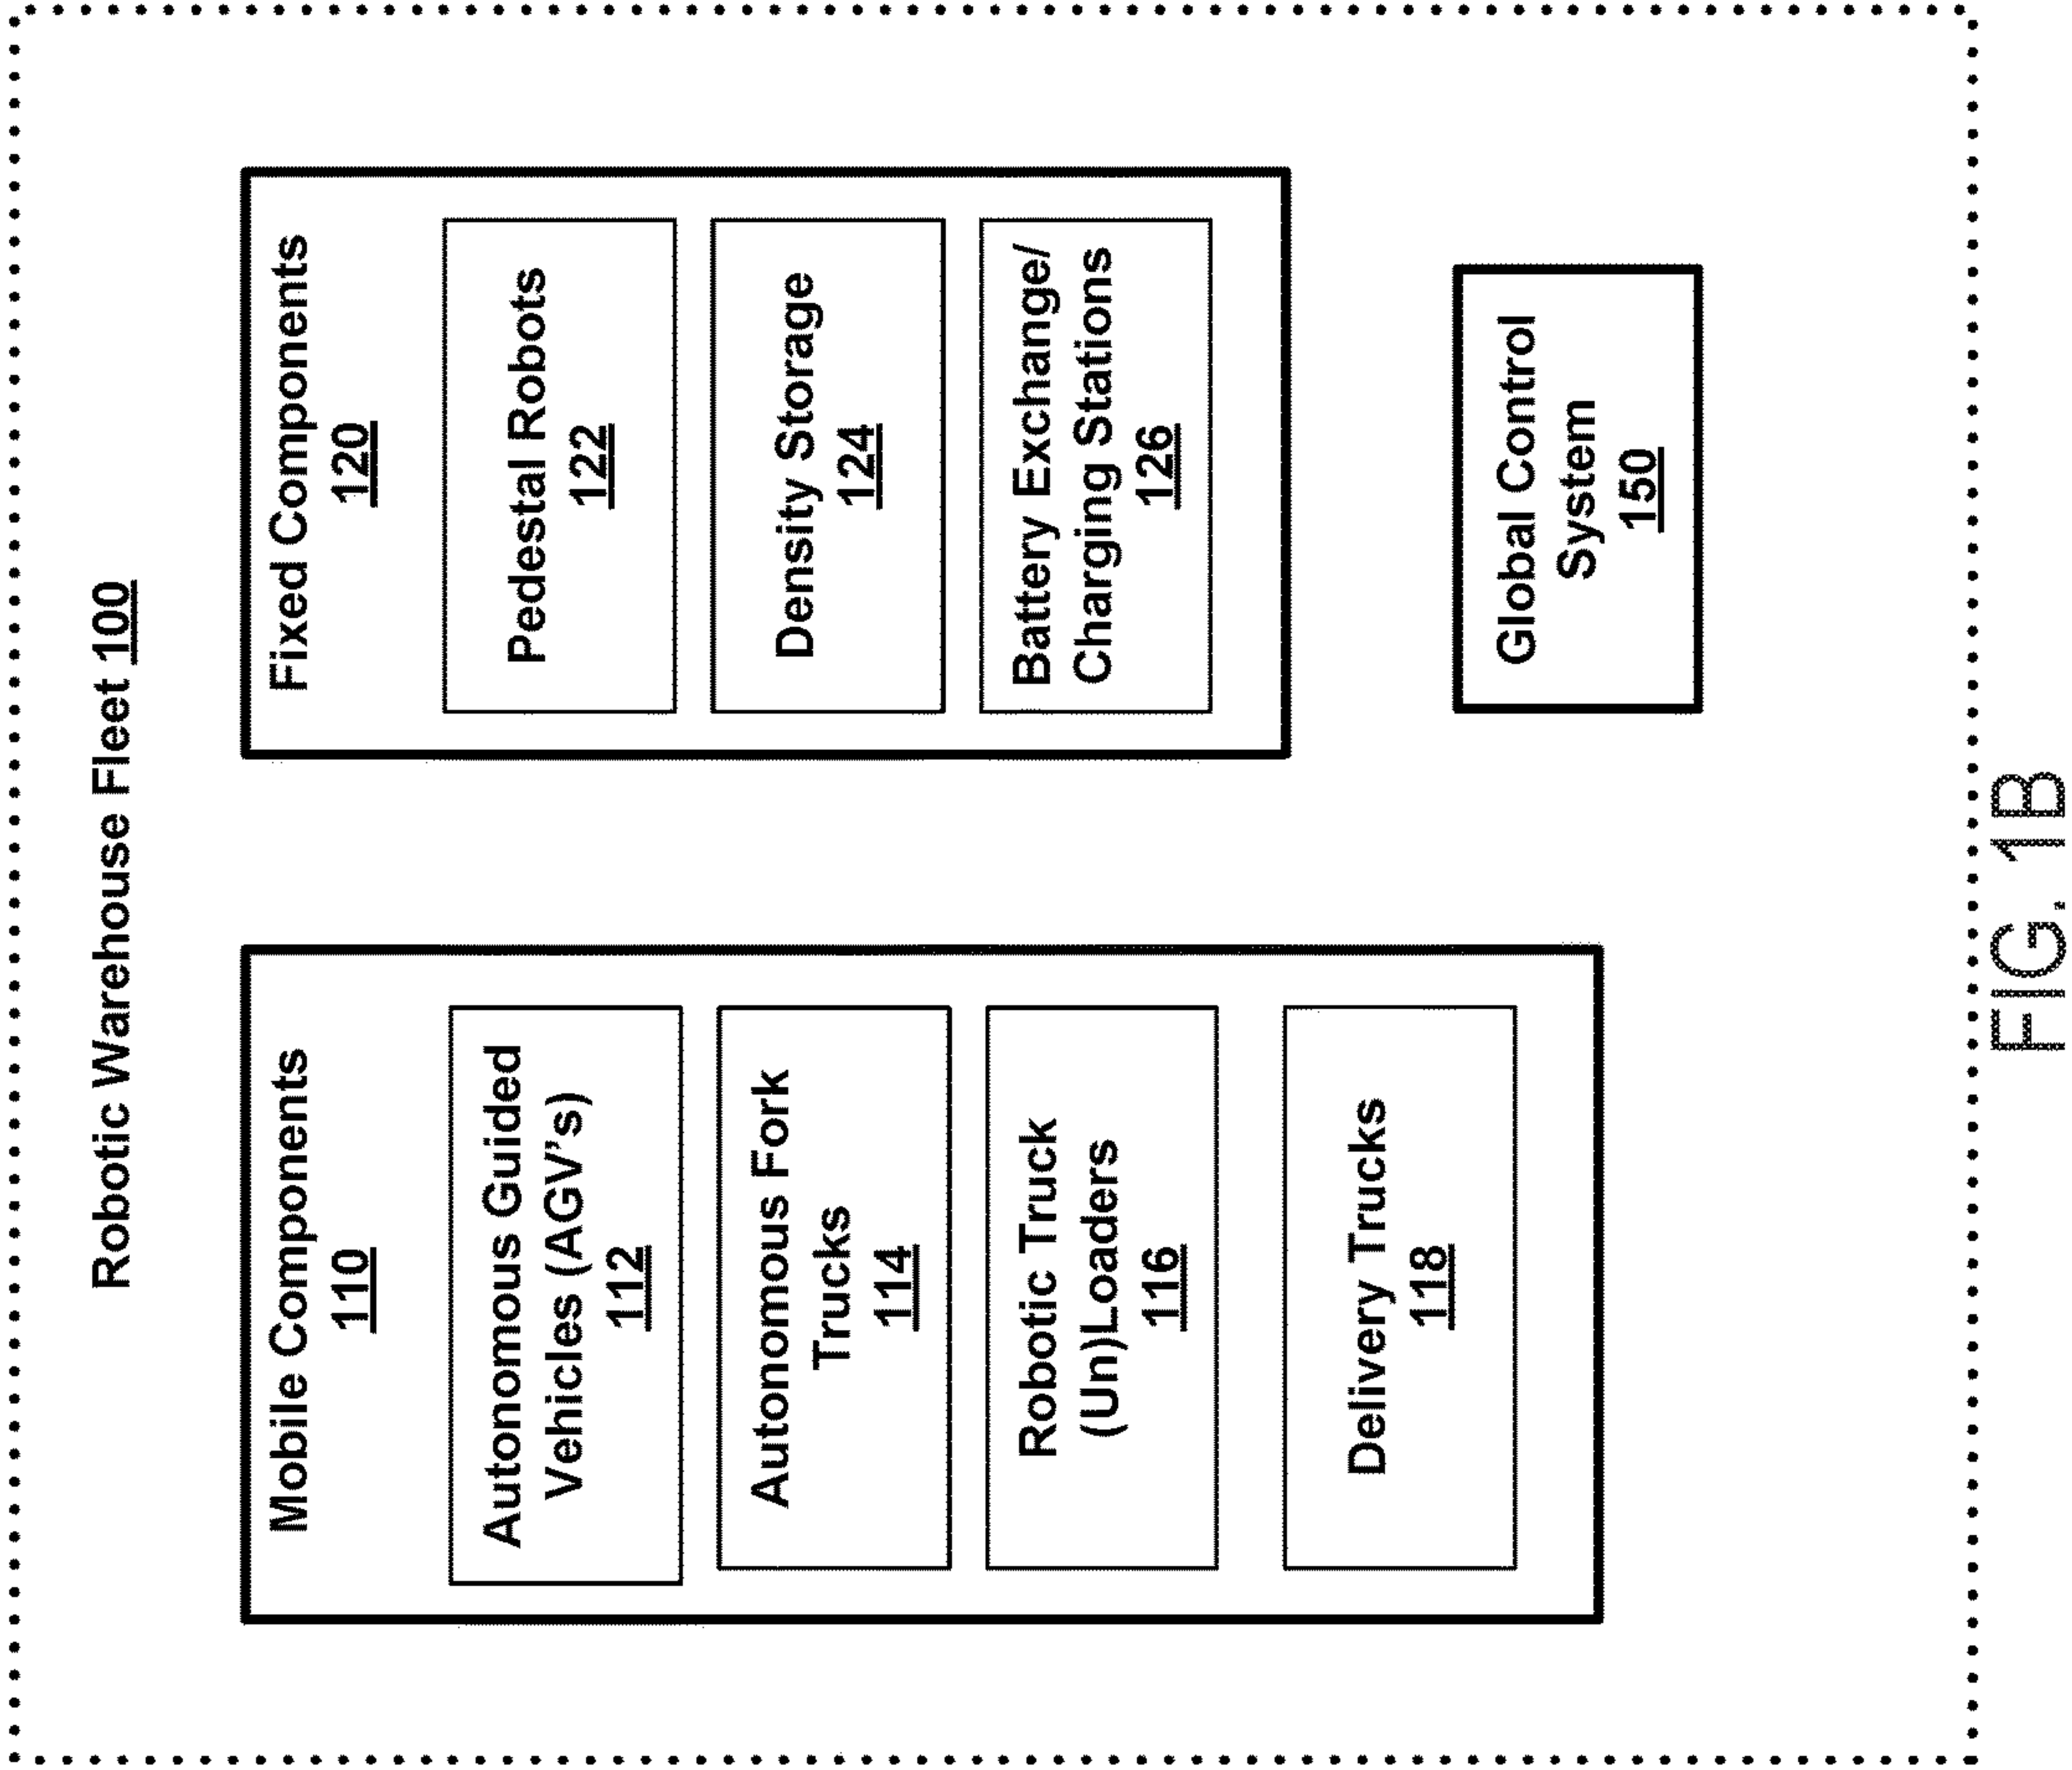 Robotic Warehouse Fleet 100
Mobile Components
110
Autonomous Guided
Vehicles (AGV's)
112
Autonomous Fork
Trucks
114
Robotic Truck
(Un)Loaders
116
Delivery Trucks
118
Fixed Components
120
Pedestal Robots
122
Density Storage
124
Battery Exchange/
Charging Stations
126
Global Control
System
150
FIG. 1B